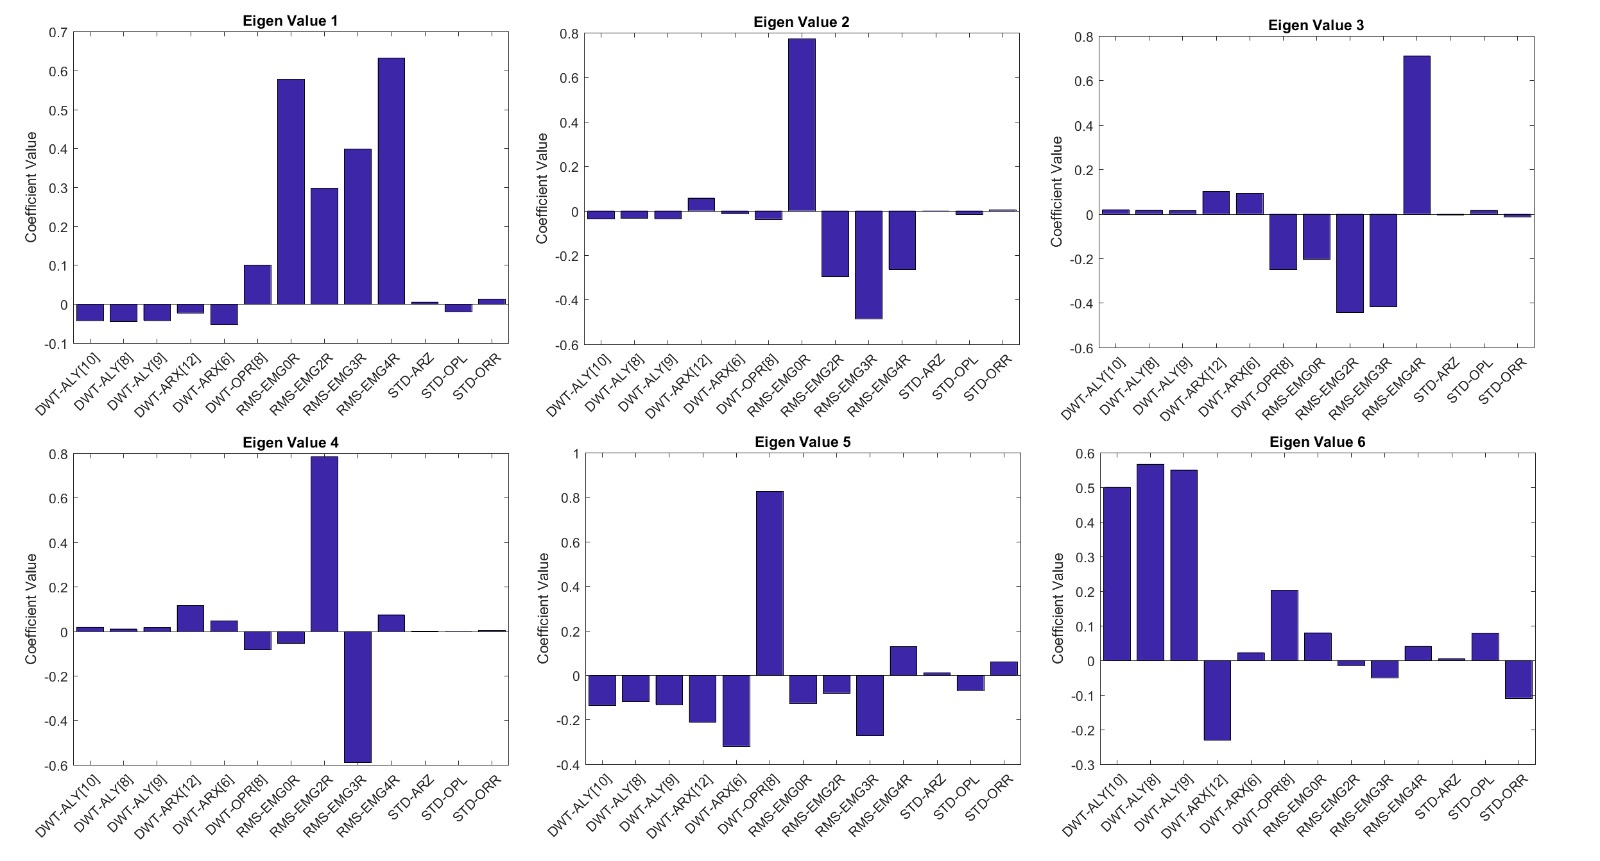 Eigen Value 1
0.7
0.6
0.5
0.4
0.3
0.2
0.1
0
-0.1
Coefficient Value
DWT-ALY[10]
DWT-ALY[8]
DWT-ALY[9]
DWT-ARX[12]
DWT-ARX[6]
DWT-OPR[8]
RMS-EMG0R
RMS-EMG2R
RMS-EMG3R
RMS-EMG4R
STD-ARZ
STD-OPL
STD-ORR
Eigen Value 2
0.8
0.6
0.4
0.2
0
-0.2
-0.4
-0.6
Coefficient Value
DWT-ALY[10]
DWT-ALY[8]
DWT-ALY[9]
DWT-ARX[12]
DWT-ARX[6]
DWT-OPR[8]
RMS-EMG0R
RMS-EMG2R
RMS-EMG3R
RMS-EMG4R
STD-ARZ
STD-OPL
STD-ORR
Eigen Value 3
0.8
0.6
0.4
0.2
0
-0.2
-0.4
-0.6
Coefficient Value
DWT-ALY[10]
DWT-ALY[8]
DWT-ALY[9]
DWT-ARX[12]
DWT-ARX[6]
DWT-OPR[8]
RMS-EMG0R
RMS-EMG2R
RMS-EMG3R
RMS-EMG4R
STD-ARZ
STD-OPL
STD-ORR
Eigen Value 4
0.8
0.6
0.4
0.2
0
-0.2
-0.4
-0.6
Coefficient Value
DWT-ALY[10]
DWT-ALY[8]
DWT-ALY[9]
DWT-ARX[12]
DWT-ARX[6]
DWT-OPR[8]
RMS-EMG0R
RMS-EMG2R
RMS-EMG3R
RMS-EMG4R
STD-ARZ
STD-OPL
STD-ORR
Eigen Value 5
1
0.8
0.6
0.4
0.2
0
-0.2
-0.4
Coefficient Value
DWT-ALY[10]
DWT-ALY[8]
DWT-ALY[9]
DWT-ARX[12]
DWT-ARX[6]
DWT-OPR[8]
RMS-EMG0R
RMS-EMG2R
RMS-EMG3R
RMS-EMG4R
STD-ARZ
STD-OPL
STD-ORR
Eigen Value 6
0.6
0.5
0.4
0.3
0.2
0.1
0
-0.1
-0.2
-0.3
Coefficient Value
DWT-ALY[10]
DWT-ALY[8]
DWT-ALY[9]
DWT-ARX[12]
DWT-ARX[6]
DWT-OPR[8]
RMS-EMG0R
RMS-EMG2R
RMS-EMG3R
RMS-EMG4R
STD-ARZ
STD-OPL
STD-ORR